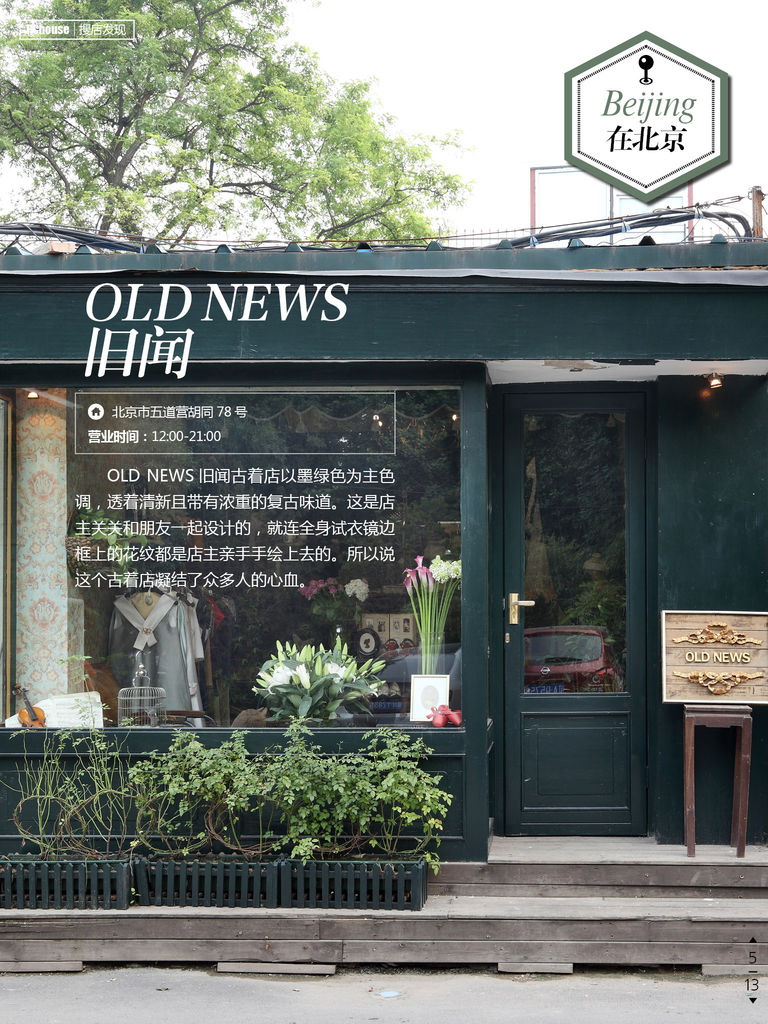 house | 搜店发现
Beijing
在北京
OLD NEWS
旧闻
北京市五道营胡同 78 号
营业时间：12:00-21:00
OLD NEWS 旧闻古着店以墨绿色为主色
调，透着清新且带有浓重的复古味道。这是店
主关关和朋友一起设计的，就连全身试衣镜边
框上的花纹都是店主亲手手绘上去的。所以说
这个古着店凝结了众多人的心血。
OLD NEWS
5
13